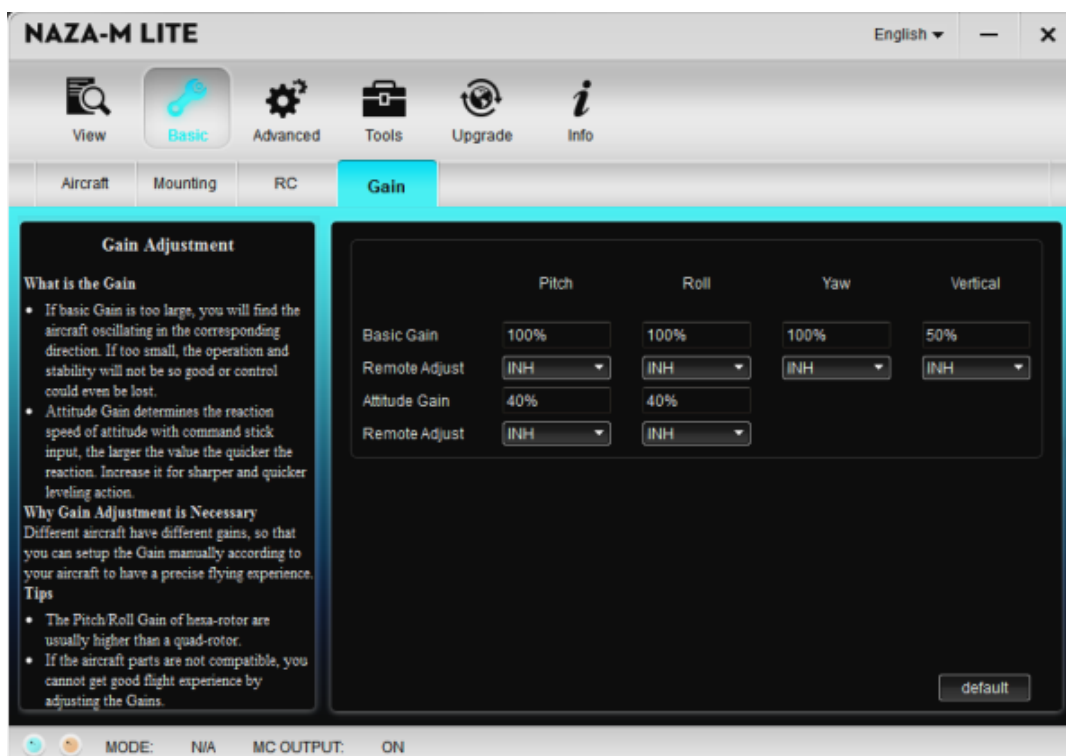 NAZA-M LITE
English
View
Basic
Advanced
Tools
Upgrade
Info
Aircraft
Mounting
RC
Gain
Gain Adjustment
What is the Gain
• If basic Gain is too large, you will find the
aircraft oscillating in the corresponding
direction. If too small, the operation and
stability will not be so good or control
could even be lost.
• Attitude Gain determines the reaction
speed of attitude with command stick
input, the larger the value the quicker the
reaction. Increase it for sharper and quicker
leveling action.
Why Gain Adjustment is Necessary
Different aircraft have different gains, so that
you can setup the Gain manually according to
your aircraft to have a precise flying experience.
Tips
• The Pitch/Roll Gain of hexa-rotor are
usually higher than a quad-rotor.
• If the aircraft parts are not compatible, you
cannot get good flight experience by
adjusting the Gains.
Pitch Roll Yaw Vertical
Basic Gain 100% 100% 100% 50%
Remote Adjust INH INH INH INH
Attitude Gain 40% 40%
Remote Adjust INH INH
default
MODE: N/A MC OUTPUT: ON